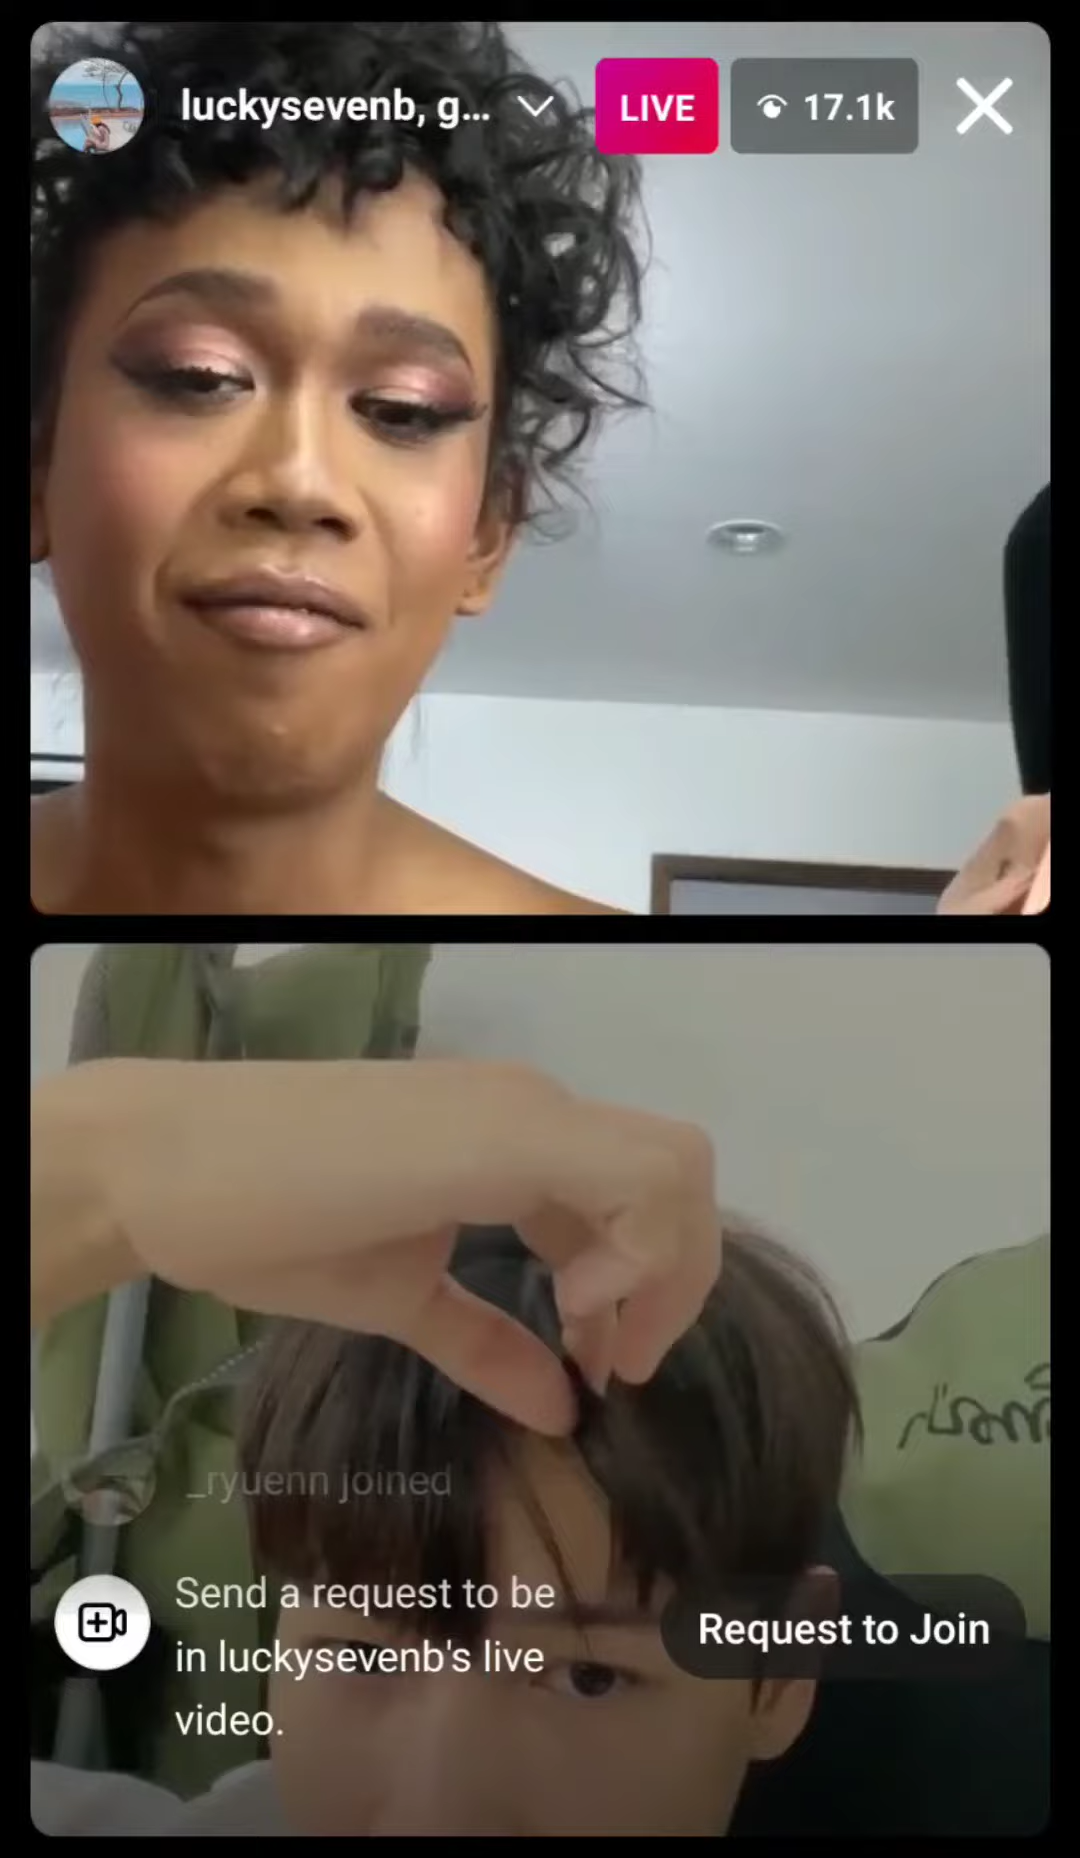 luckysevenb, g...
LIVE
17.1k
_ryuenn joined
Send a request to be
in luckysevenb's live
video.
Request to Join